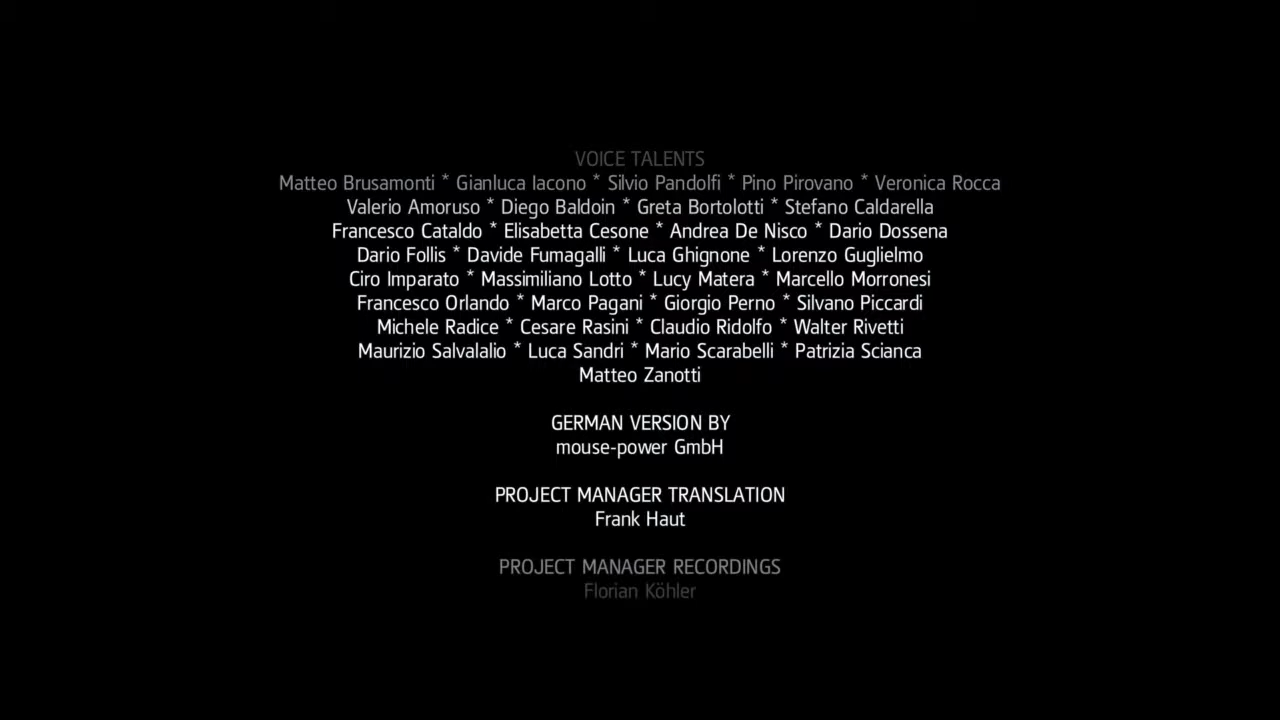 VOICE TALENTS
Matteo Brusamonti * Gianluca Iacono * Silvio Pandolfi * Pino Pirovano * Veronica Rocca
Valerio Amoruso * Diego Baldoin * Greta Bortolotti * Stefano Caldarella
Francesco Cataldo * Elisabetta Cesone * Andrea De Nisco * Dario Dossena
Dario Follis * Davide Fumagalli * Luca Ghignone * Lorenzo Guglielmo
Ciro Imparato * Massimiliano Lotto * Lucy Matera * Marcello Morronesi
Francesco Orlando * Marco Pagani * Giorgio Perno * Silvano Piccardi
Michele Radice * Cesare Rasini * Claudio Ridolfo * Walter Rivetti
Maurizio Salvalalio * Luca Sandri * Mario Scarabelli * Patrizia Scianca
Matteo Zanotti
GERMAN VERSION BY
mouse-power GmbH
PROJECT MANAGER TRANSLATION
Frank Haut
PROJECT MANAGER RECORDINGS
Florian Köhler